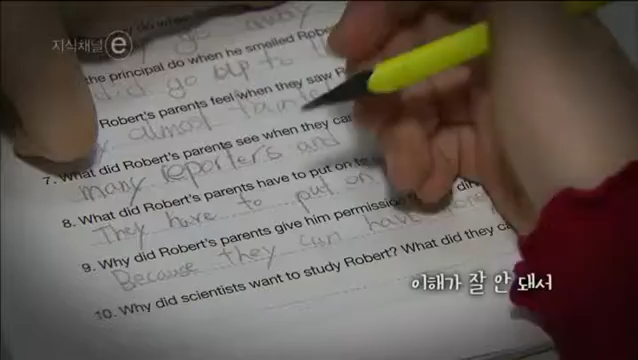 지식채널 e
do when
go away
the principal do when he smelled
did go up to
Robert's parents feel when they saw
almost
7. What did Robert's parents see when they
many reporters and
8. What did Robert's parents have to put on to
They have to put on
9. Why did Robert's parents give him permission
Because they can have more
10. Why did scientists want to study Robert? What did they
이해가 잘 안 돼서